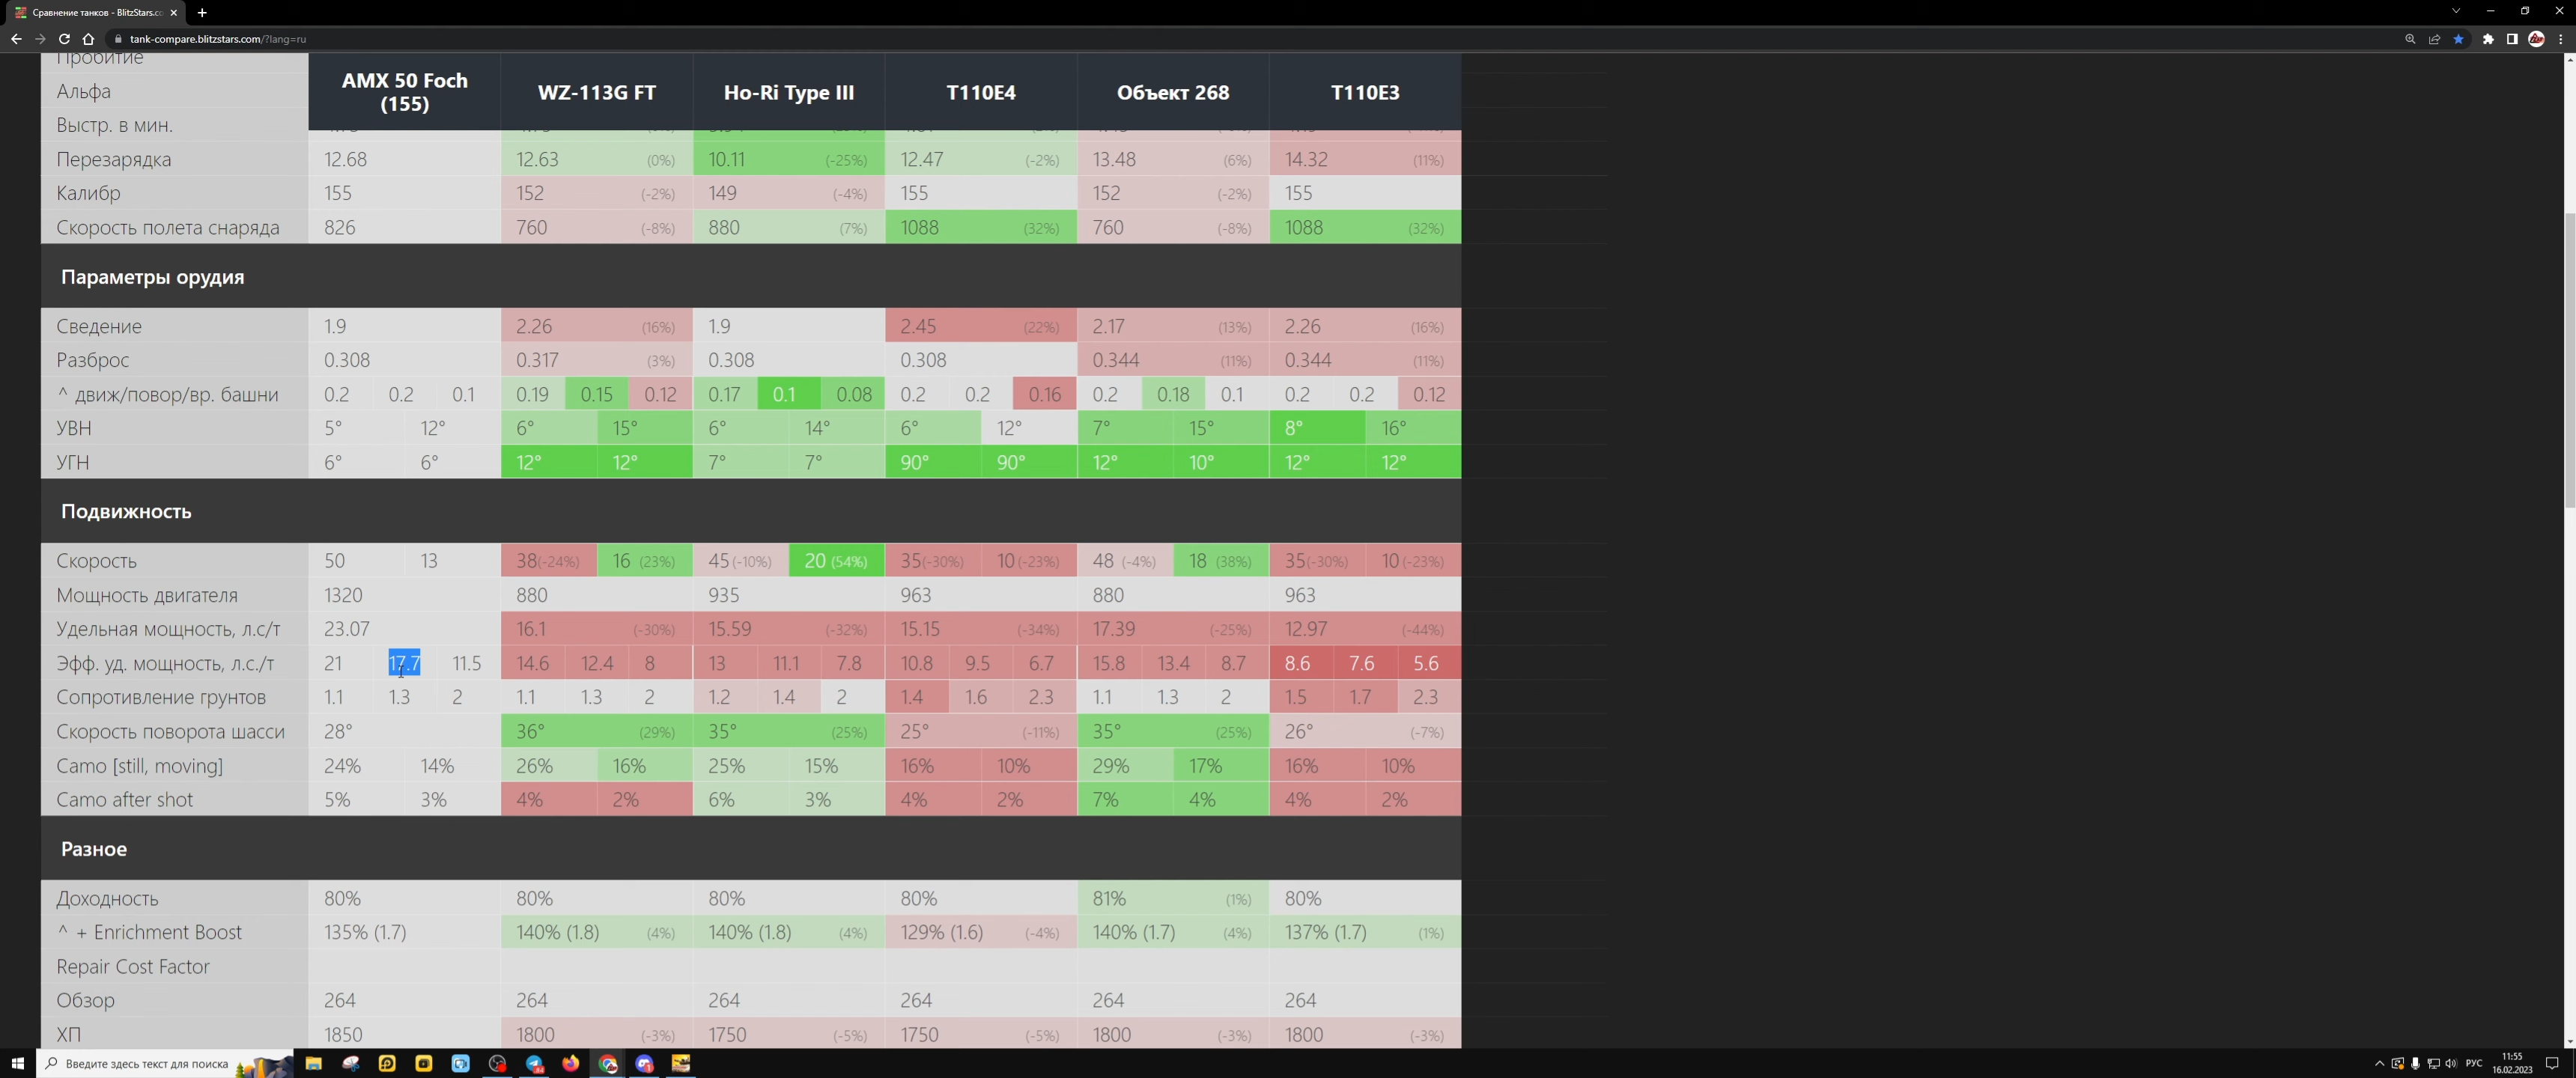 Сравнение танков - BlitzStars.co
tank-compare.blitzstars.com/?lang=ru
Пробитие
AMX 50 Foch (155) WZ-113G FT Ho-Ri Type III T110E4 Объект 268 T110E3
Альфа
Выстр. в мин.
Перезарядка 12.68 12.63 (0%) 10.11 (-25%) 12.47 (-2%) 13.48 (6%) 14.32 (11%)
Калибр 155 152 (-2%) 149 (-4%) 155 152 (-2%) 155
Скорость полета снаряда 826 760 (-8%) 880 (7%) 1088 (32%) 760 (-8%) 1088 (32%)
Параметры орудия
Сведение 1.9 2.26 (16%) 1.9 2.45 (22%) 2.17 (13%) 2.26 (16%)
Разброс 0.308 0.317 (3%) 0.308 0.308 0.344 (11%) 0.344 (11%)
^ движ/повор/вр. башни 0.2 0.2 0.1 0.19 0.15 0.12 0.17 0.1 0.08 0.2 0.2 0.16 0.2 0.18 0.1 0.2 0.2 0.12
УВН 5° 12° 6° 15° 6° 14° 6° 12° 7° 15° 8° 16°
УГН 6° 6° 12° 12° 7° 7° 90° 90° 12° 10° 12° 12°
Подвижность
Скорость 50 13 38(-24%) 16 (23%) 45 (-10%) 20 (54%) 35(-30%) 10(-23%) 48 (-4%) 18 (38%) 35(-30%) 10(-23%)
Мощность двигателя 1320 880 935 963 880 963
Удельная мощность, л.с/т 23.07 16.1 (-30%) 15.59 (-32%) 15.15 (-34%) 17.39 (-25%) 12.97 (-44%)
Эфф. уд. мощность, л.с./т 21 17.7 11.5 14.6 12.4 8 13 11.1 7.8 10.8 9.5 6.7 15.8 13.4 8.7 8.6 7.6 5.6
Сопротивление грунтов 1.1 1.3 2 1.1 1.3 2 1.2 1.4 2 1.4 1.6 2.3 1.1 1.3 2 1.5 1.7 2.3
Скорость поворота шасси 28° 36° (29%) 35° (25%) 25° (-11%) 35° (25%) 26° (-7%)
Camo [still, moving] 24% 14% 26% 16% 25% 15% 16% 10% 29% 17% 16% 10%
Camo after shot 5% 3% 4% 2% 6% 3% 4% 2% 7% 4% 4% 2%
Разное
Доходность 80% 80% 80% 80% 81% (1%) 80%
^ + Enrichment Boost 135% (1.7) 140% (1.8) (4%) 140% (1.8) (4%) 129% (1.6) (-4%) 140% (1.7) (4%) 137% (1.7) (1%)
Repair Cost Factor
Обзор 264 264 264 264 264 264
ХП 1850 1800 (-3%) 1750 (-5%) 1750 (-5%) 1800 (-3%) 1800 (-3%)
Введите здесь текст для поиска
РУС
11:55
16.02.2023